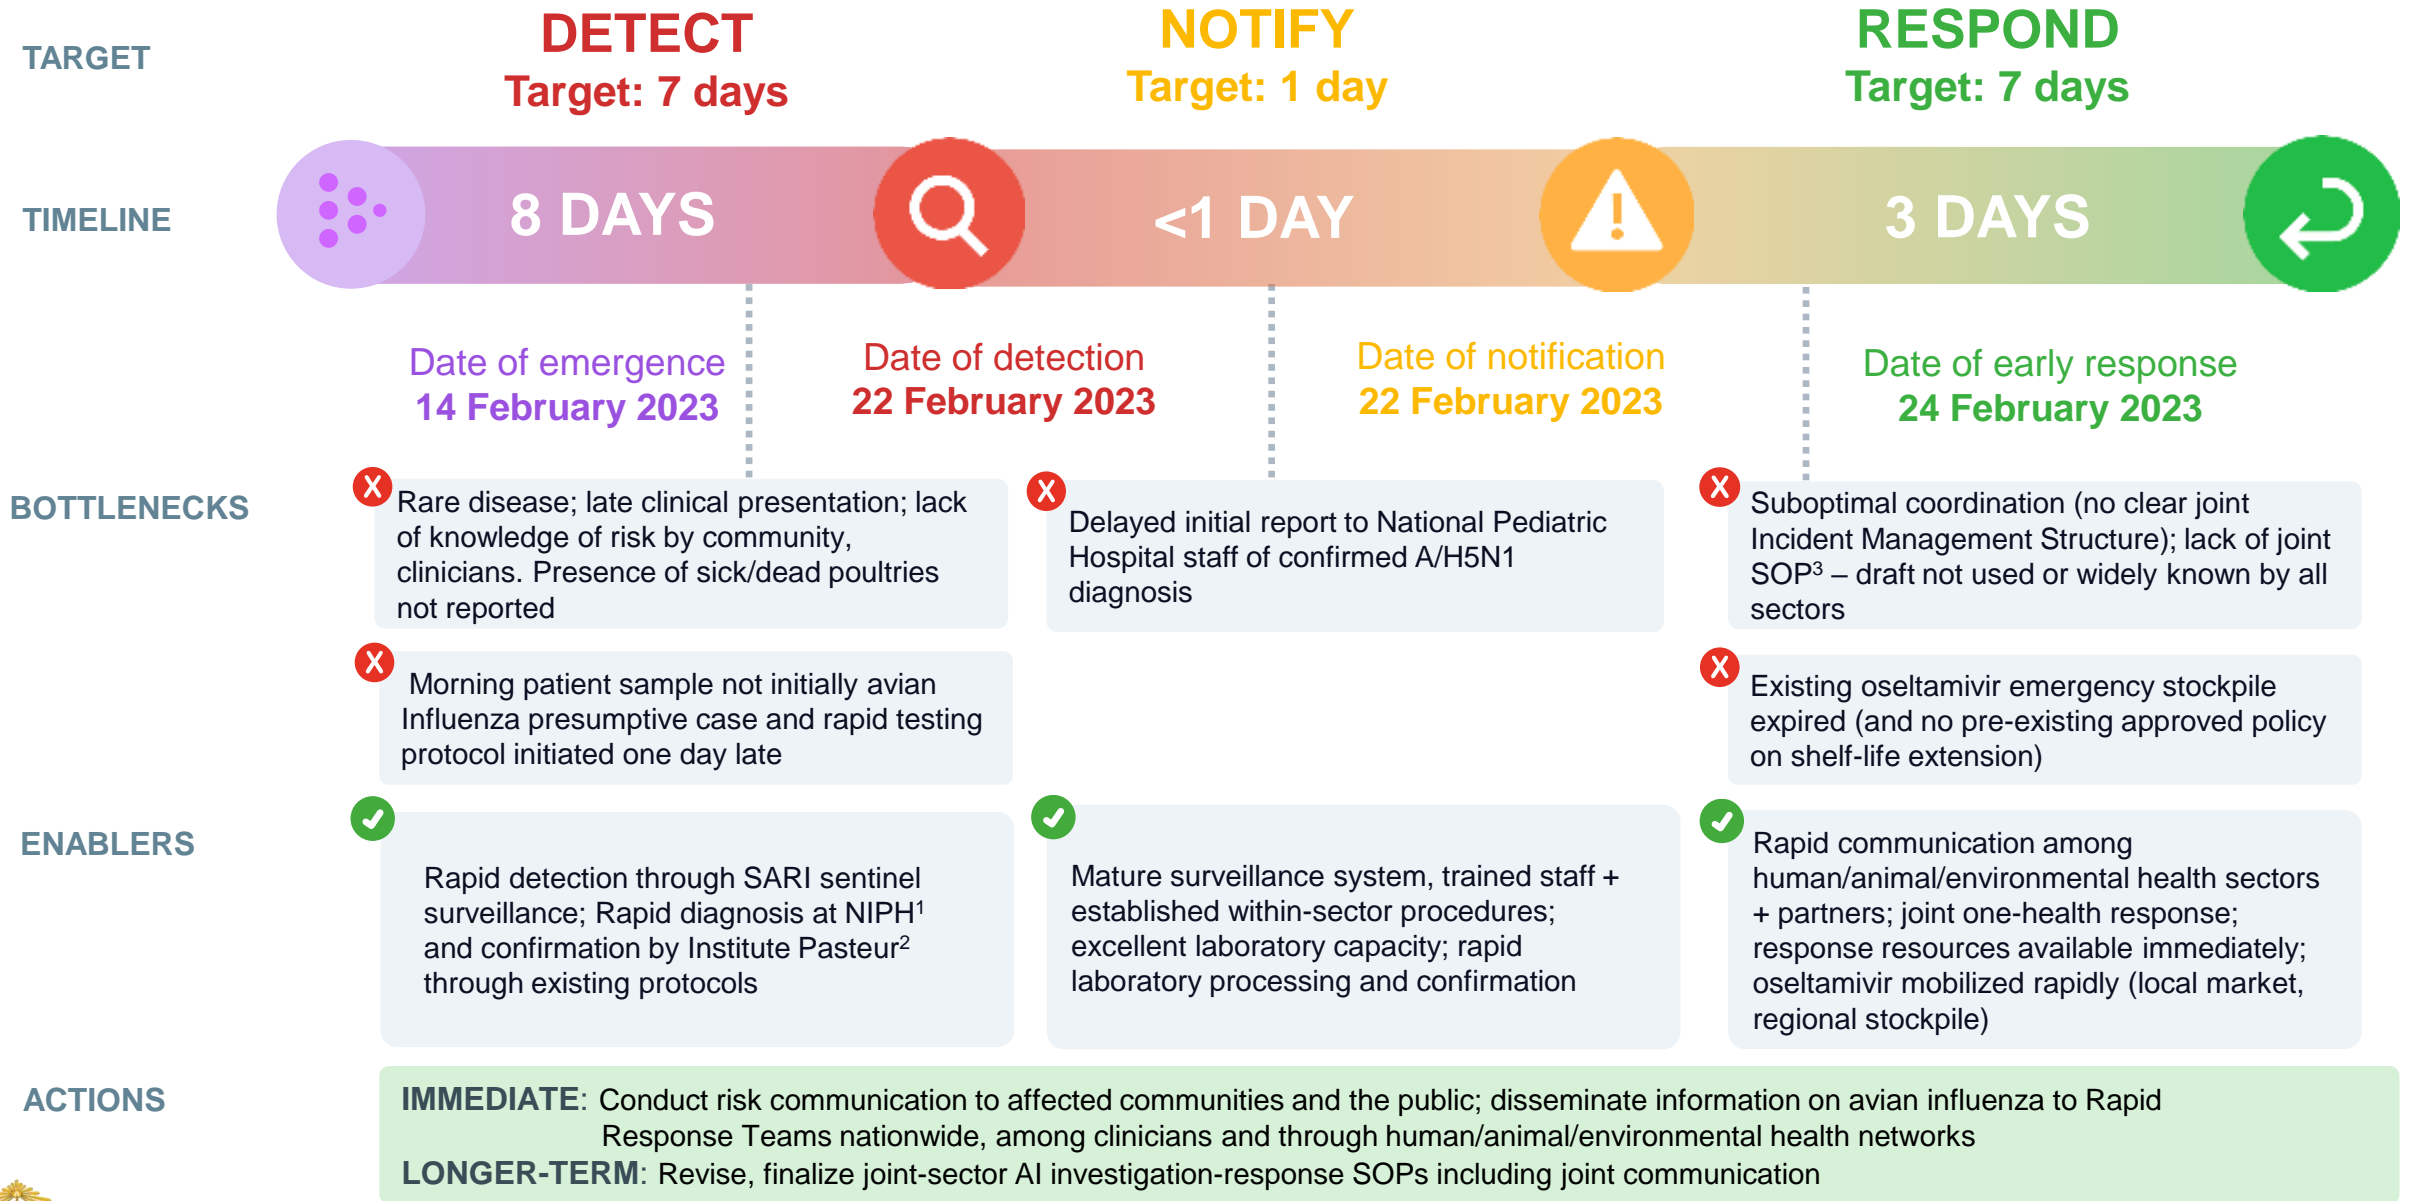 TARGET
DETECT
Target: 7 days
NOTIFY
Target: 1 day
RESPOND
Target: 7 days
TIMELINE
8 DAYS
<1 DAY
3 DAYS
Date of emergence
14 February 2023
Date of detection
22 February 2023
Date of notification
22 February 2023
Date of early response
24 February 2023
BOTTLENECKS
X
Rare disease; late clinical presentation; lack
of knowledge of risk by community,
clinicians. Presence of sick/dead poultries
not reported
X
Delayed initial report to National Pediatric
Hospital staff of confirmed A/H5N1
diagnosis
X
Suboptimal coordination (no clear joint
Incident Management Structure); lack of joint
SOP³ – draft not used or widely known by all
sectors
X
Morning patient sample not initially avian
Influenza presumptive case and rapid testing
protocol initiated one day late
X
Existing oseltamivir emergency stockpile
expired (and no pre-existing approved policy
on shelf-life extension)
ENABLERS
Rapid detection through SARI sentinel
surveillance; Rapid diagnosis at NIPH¹
and confirmation by Institute Pasteur²
through existing protocols
Mature surveillance system, trained staff +
established within-sector procedures;
excellent laboratory capacity; rapid
laboratory processing and confirmation
Rapid communication among
human/animal/environmental health sectors
+ partners; joint one-health response;
response resources available immediately;
oseltamivir mobilized rapidly (local market,
regional stockpile)
ACTIONS
IMMEDIATE: Conduct risk communication to affected communities and the public; disseminate information on avian influenza to Rapid
Response Teams nationwide, among clinicians and through human/animal/environmental health networks
LONGER-TERM: Revise, finalize joint-sector AI investigation-response SOPs including joint communication